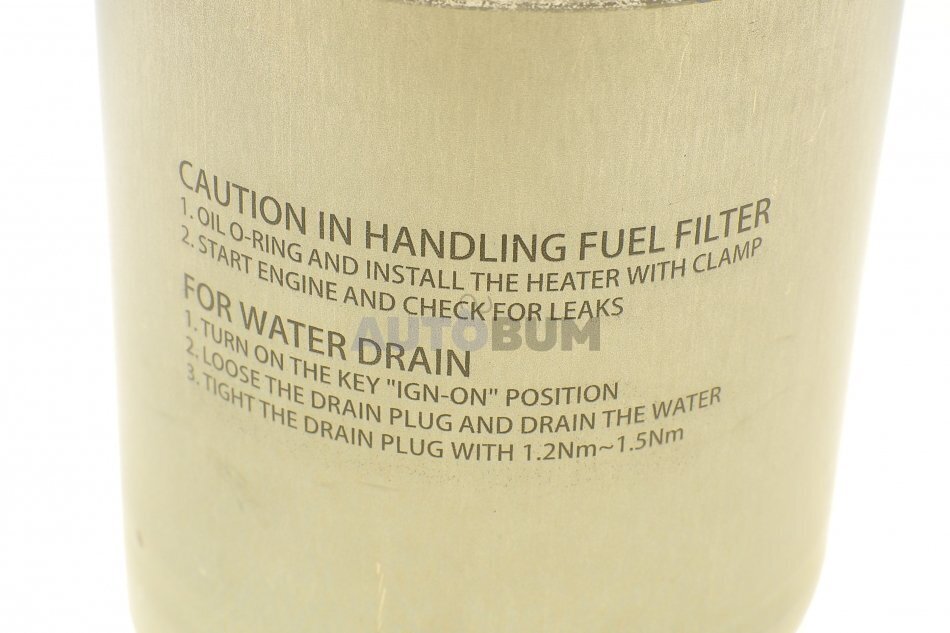 CAUTION IN HANDLING FUEL FILTER
1. OIL O-RING AND INSTALL THE HEATER WITH CLAMP
2. START ENGINE AND CHECK FOR LEAKS
FOR WATER DRAIN
AUTOBUM
1. TURN ON THE KEY "IGN-ON" POSITION
2. LOOSE THE DRAIN PLUG AND DRAIN THE WATER
3. TIGHT THE DRAIN PLUG WITH 1.2Nm~1.5Nm